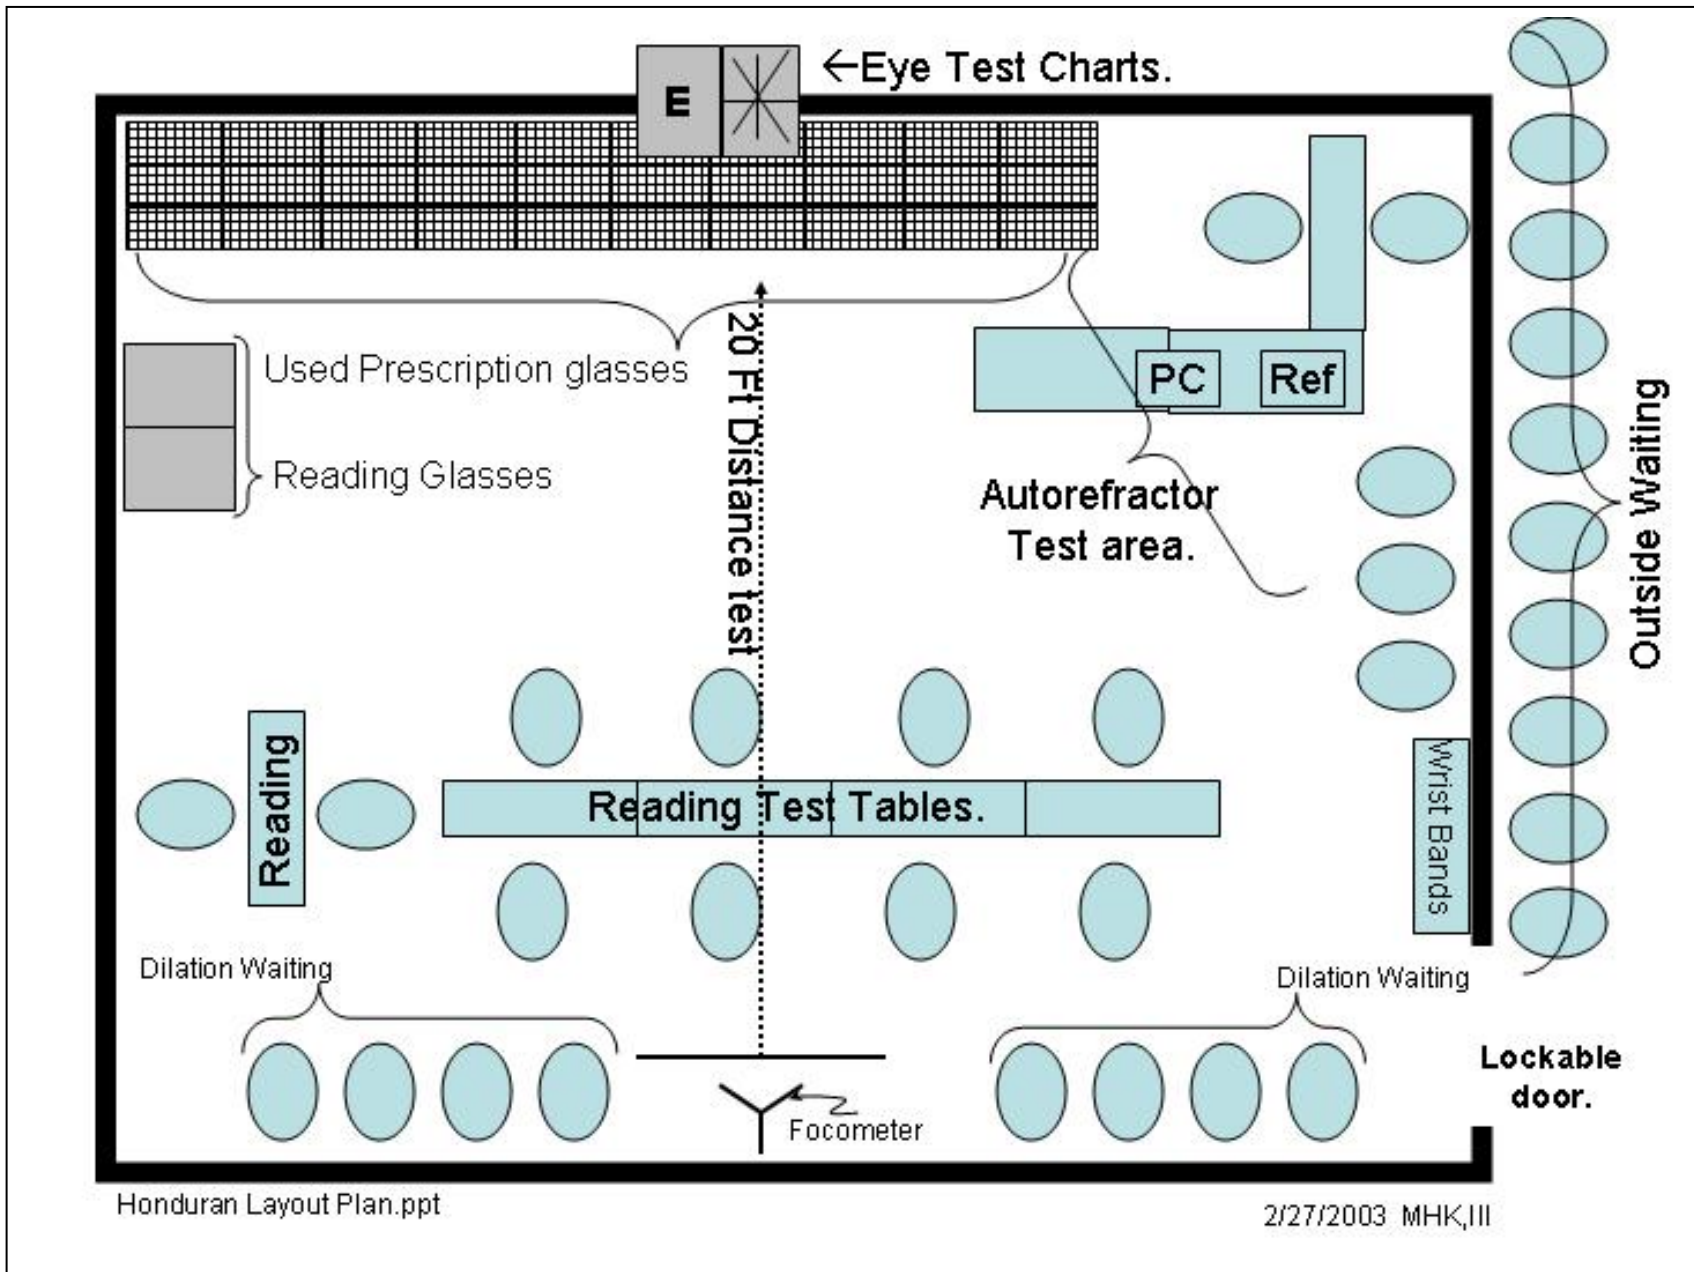 ←Eye Test Charts.
E
Used Prescription glasses
Reading Glasses
20 Ft Distance test
PC
Ref
Autorefractor
Test area.
Outside Waiting
Reading
Reading Test Tables.
Wrist Bands
Dilation Waiting
Dilation Waiting
Lockable
door.
Focometer
Honduran Layout Plan.ppt
2/27/2003 MHK,III